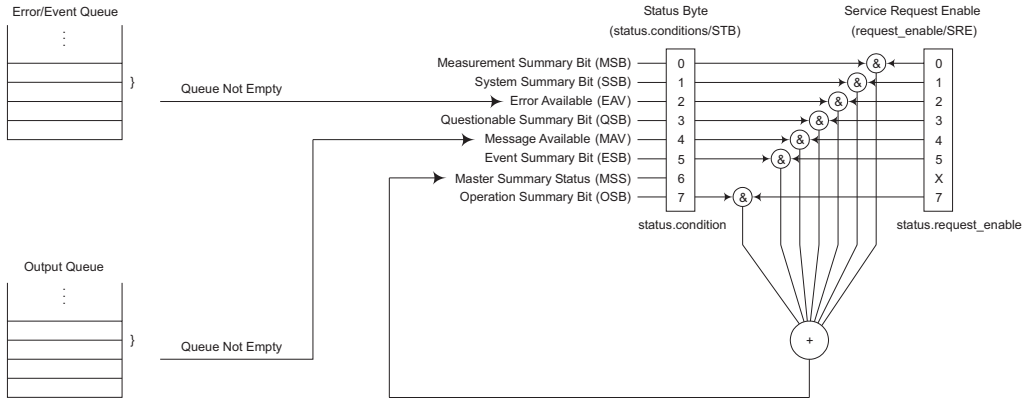 Error/Event Queue
Status Byte
(status.conditions/STB)
Service Request Enable
(request_enable/SRE)
}
Queue Not Empty
Measurement Summary Bit (MSB)
System Summary Bit (SSB)
Error Available (EAV)
Questionable Summary Bit (QSB)
Message Available (MAV)
Event Summary Bit (ESB)
Master Summary Status (MSS)
Operation Summary Bit (OSB)
0
1
2
3
4
5
6
7
&
&
&
&
&
&
&
0
1
2
3
4
5
X
7
status.condition
status.request_enable
Output Queue
}
Queue Not Empty
+